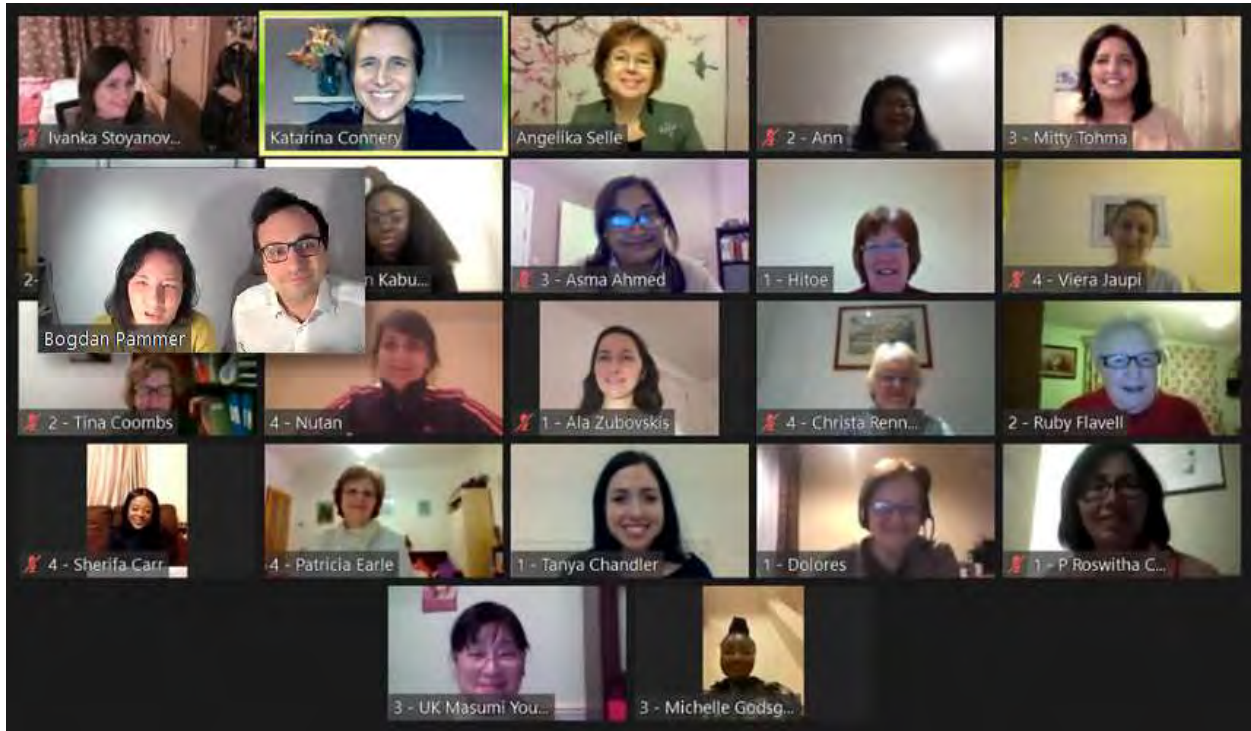 Ivanka Stoyanov...
Katarina Connery
Angelika Selle
2 - Ann
3 - Mitty Tohma
2-
n Kabu...
3 - Asma Ahmed
1 - Hitoe
4 - Viera Jaupi
Bogdan Pammer
2 - Tina Coombs
4 - Nutan
1 - Ala Zubovskis
4 - Christa Renn...
2 - Ruby Flavell
4 - Sherifa Carr
4 - Patricia Earle
1 - Tanya Chandler
1 - Dolores
1 - P Roswitha C...
3 - UK Masumi You...
3 - Michelle Godsg...